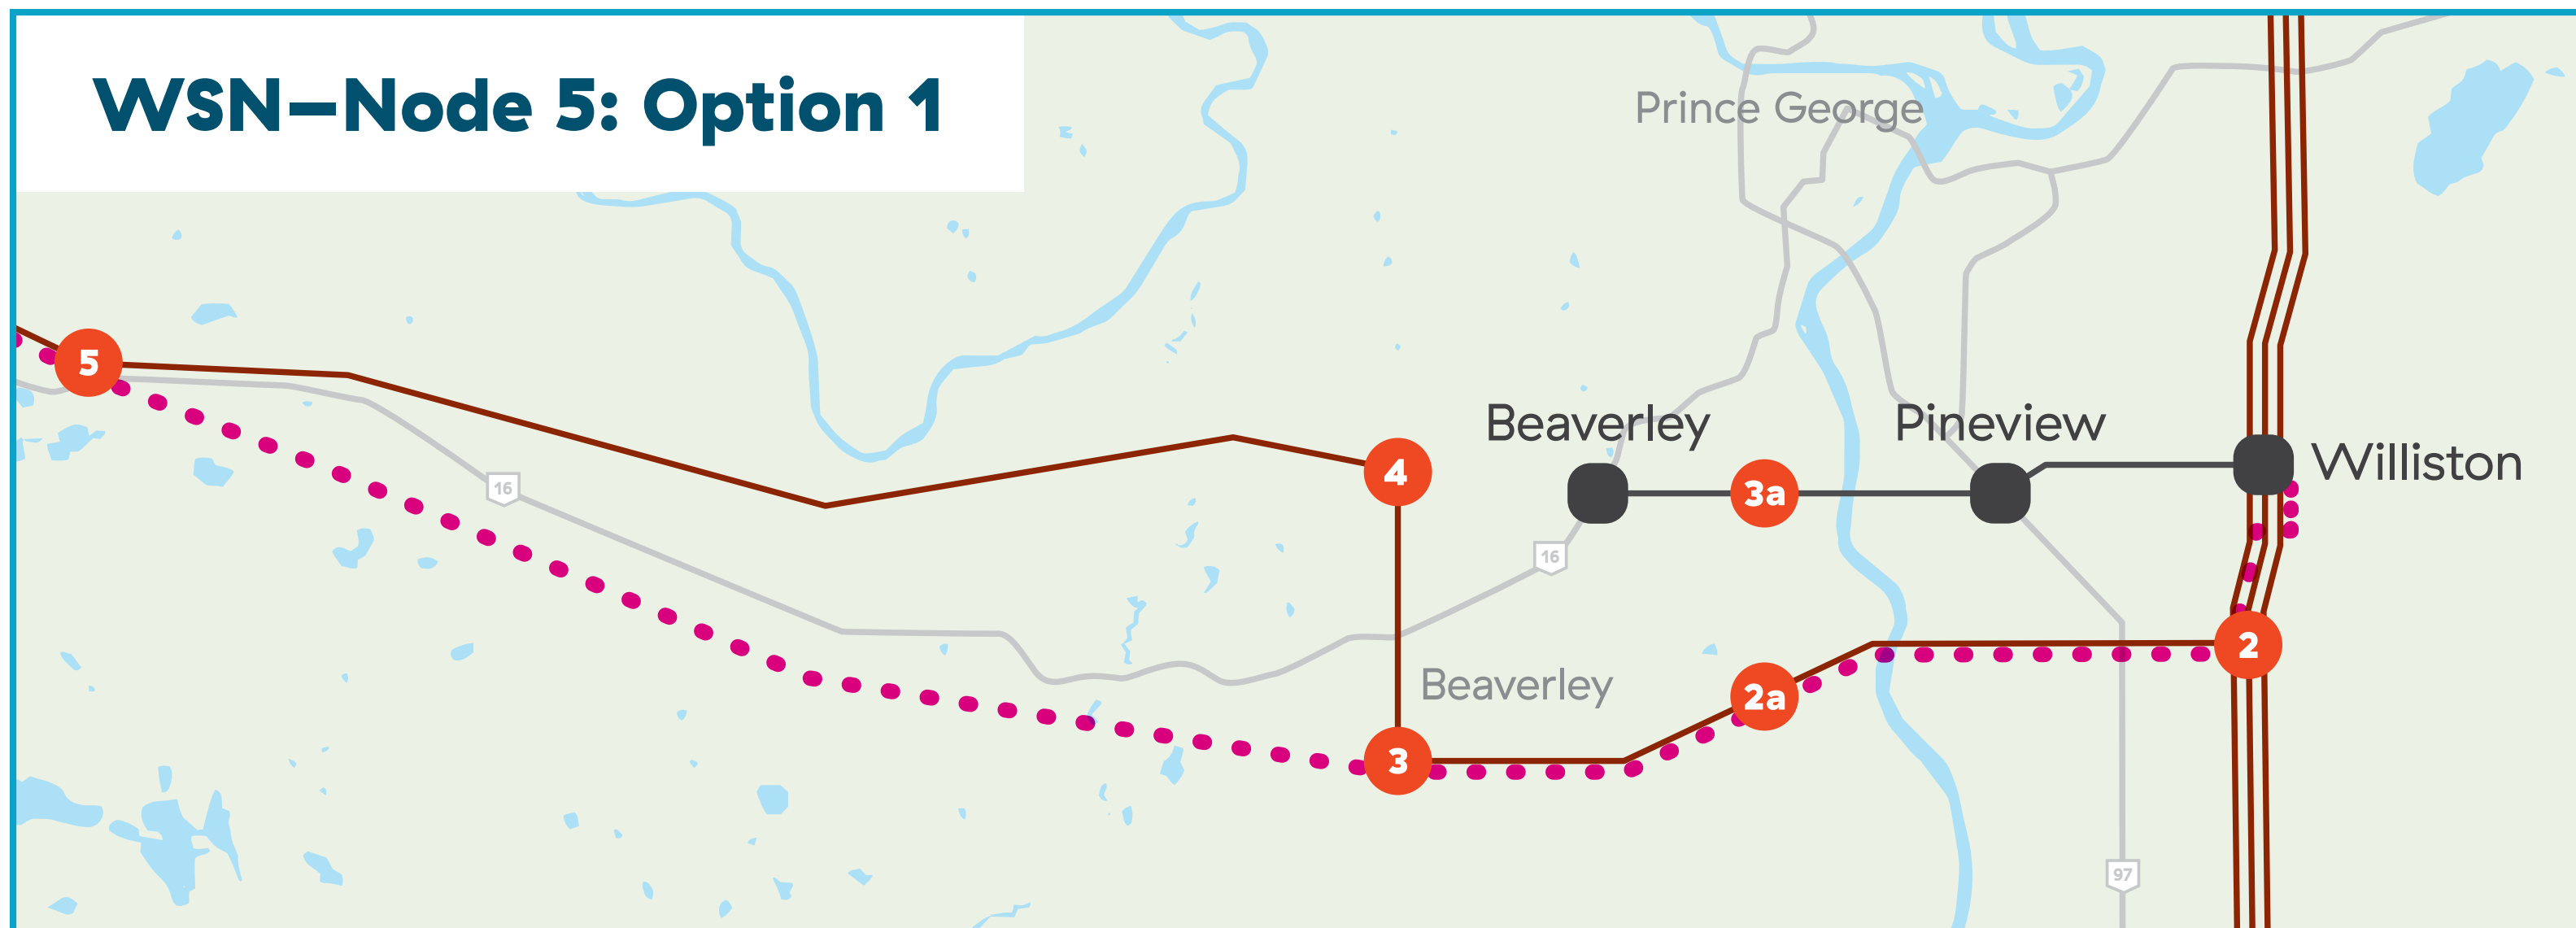 WSN–Node 5: Option 1
Prince George
5
16
4
Beaverley
Pineview
Williston
3a
16
2
Beaverley
2a
3
97